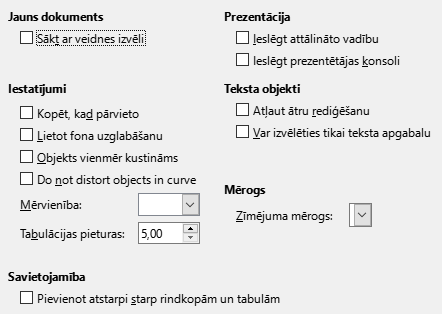 Jauns dokuments
Sākt ar veidnes izvēli
Iestatījumi
Kopēt, kad pārvieto
Lietot fona uzglabāšanu
Objekts vienmēr kustināms
Do not distort objects in curve
Mērvienība:
Tabulācijas pieturas: 5,00
Savietojamība
Pievienot atstarpi starp rindkopām un tabulām
Prezentācija
Ieslēgt attālināto vadību
Ieslēgt prezentētājas konsoli
Teksta objekti
Atļaut ātru rediģēšanu
Var izvēlēties tikai teksta apgabalu
Mērogs
Zīmējuma mērogs: